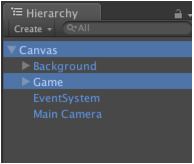 Hierarchy
Create All
Canvas
Background
Game
EventSystem
Main Camera